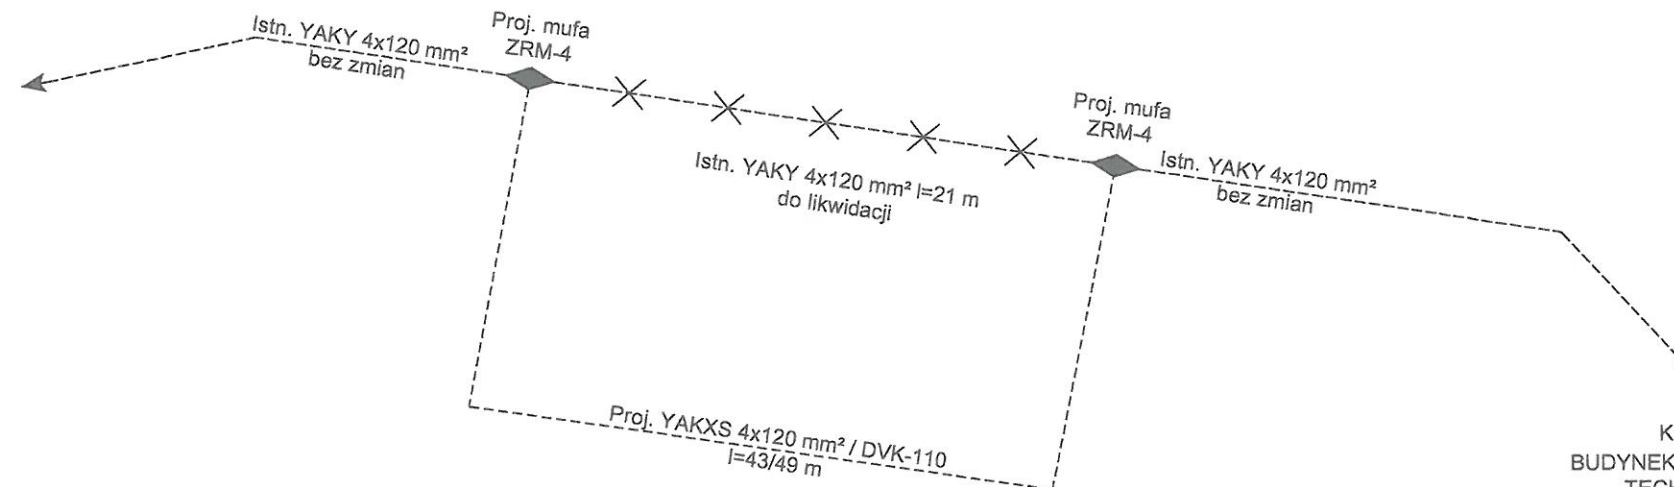 Istn. YAKY 4x120 mm²
bez zmian
Proj. mufa
ZRM-4
Proj. mufa
ZRM-4
Istn. YAKY 4x120 mm² l=21 m
do likwidacji
Istn. YAKY 4x120 mm²
bez zmian
Proj. YAKXS 4x120 mm² / DVK-110
l=43/49 m
K
BUDYNEK